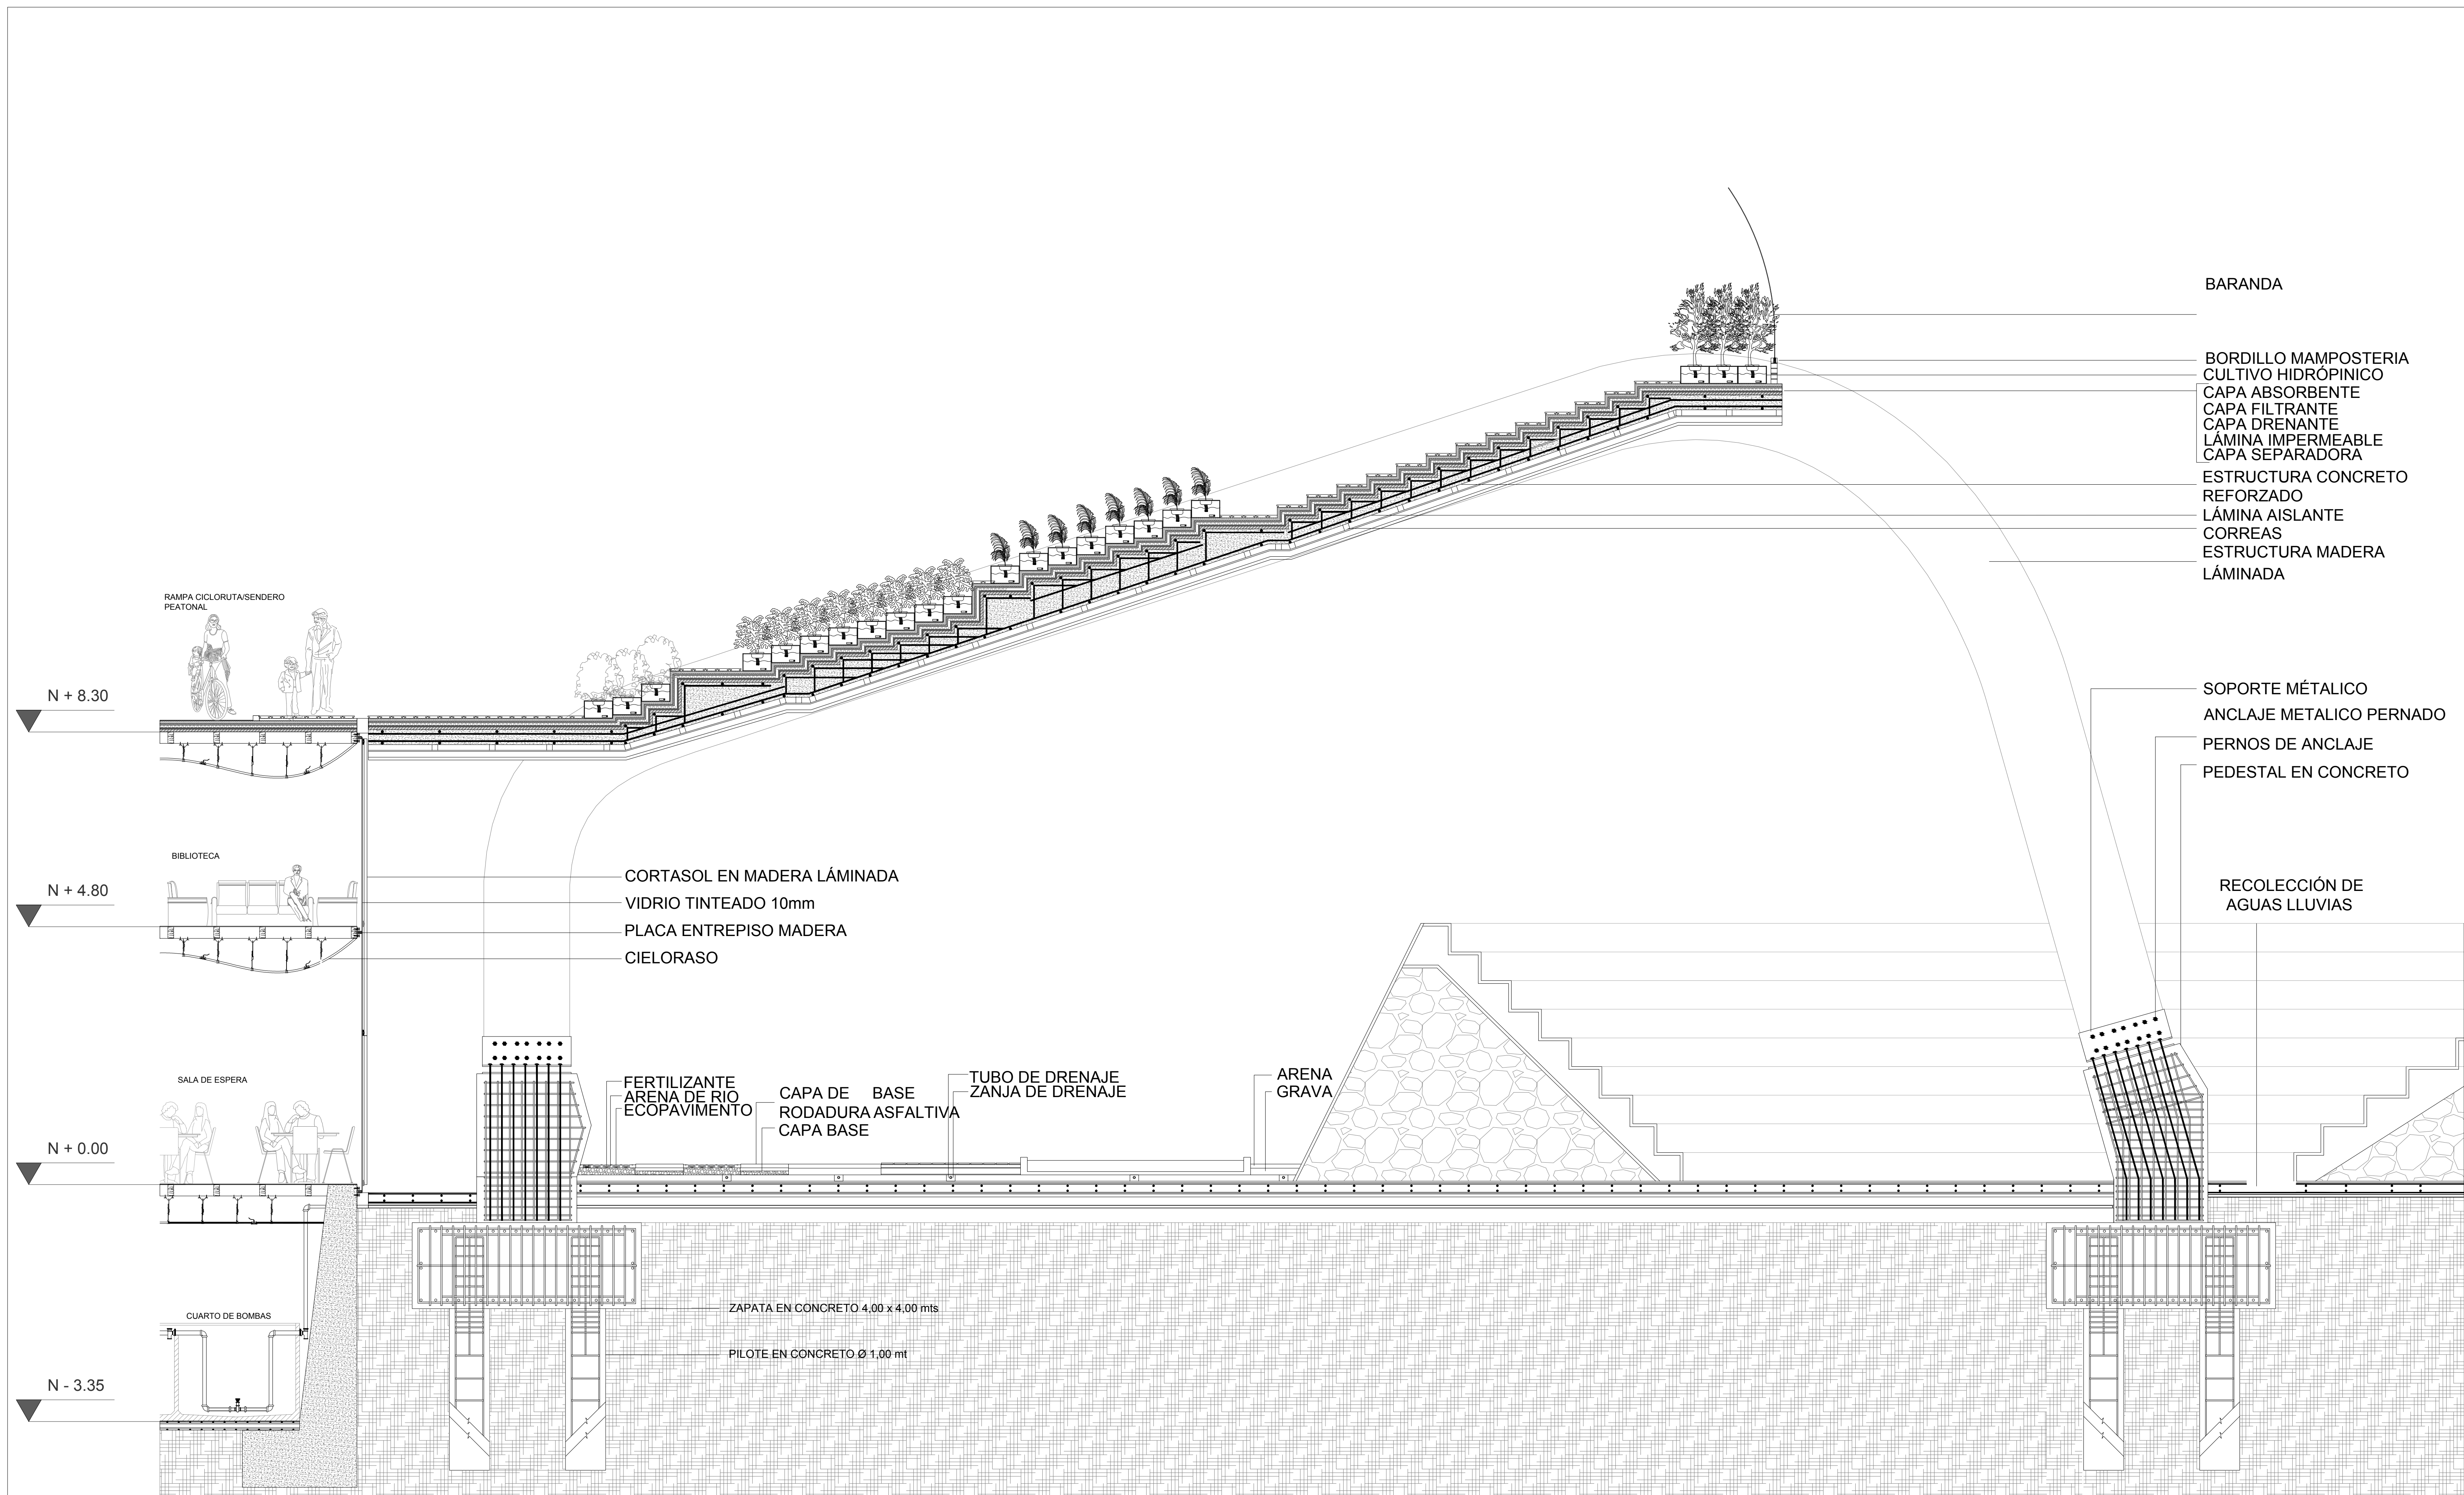 BARANDA
BORDILLO MAMPOSTERIA
CULTIVO HIDRÓPINICO
CAPA ABSORBENTE
CAPA FILTRANTE
CAPA DRENANTE
LÁMINA IMPERMEABLE
CAPA SEPARADORA
ESTRUCTURA CONCRETO
REFORZADO
LÁMINA AISLANTE
CORREAS
ESTRUCTURA MADERA
LÁMINADA
RAMPA CICLORUTA/SENDERO
PEATONAL
N + 8.30
SOPORTE MÉTALICO
ANCLAJE METALICO PERNADO
PERNOS DE ANCLAJE
PEDESTAL EN CONCRETO
BIBLIOTECA
N + 4.80
CORTASOL EN MADERA LÁMINADA
VIDRIO TINTEADO 10mm
PLACA ENTREPISO MADERA
CIELORASO
RECOLECCIÓN DE
AGUAS LLUVIAS
SALA DE ESPERA
N + 0.00
FERTILIZANTE
ARENA DE RIO
ECOPAVIMENTO
CAPA DE BASE
RODADURA ASFALTIVA
CAPA BASE
TUBO DE DRENAJE
ZANJA DE DRENAJE
ARENA
GRAVA
ZAPATA EN CONCRETO 4,00 x 4,00 mts
CUARTO DE BOMBAS
PILOTE EN CONCRETO Ø 1,00 mt
N - 3.35